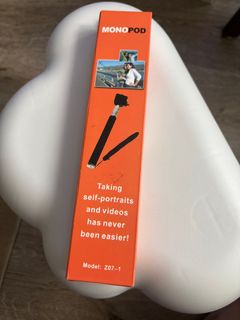 MONOPOD
Taking
self-portraits
and videos
has never
been easier!
Model: Z07-1